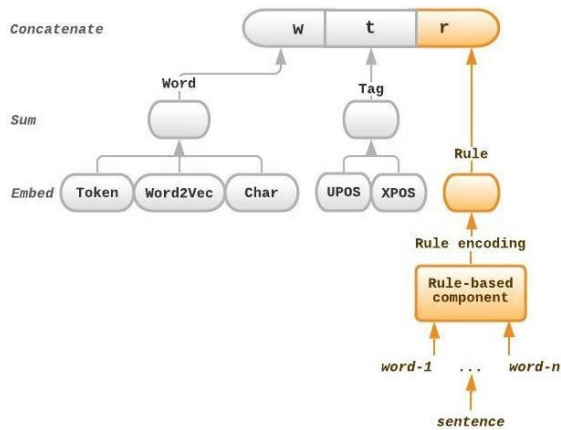 Concatenate w t r
Word Tag
Sum
Rule
Embed Token Word2Vec Char UPOS XPOS
Rule encoding
Rule-based
component
word-1 ... word-n
sentence